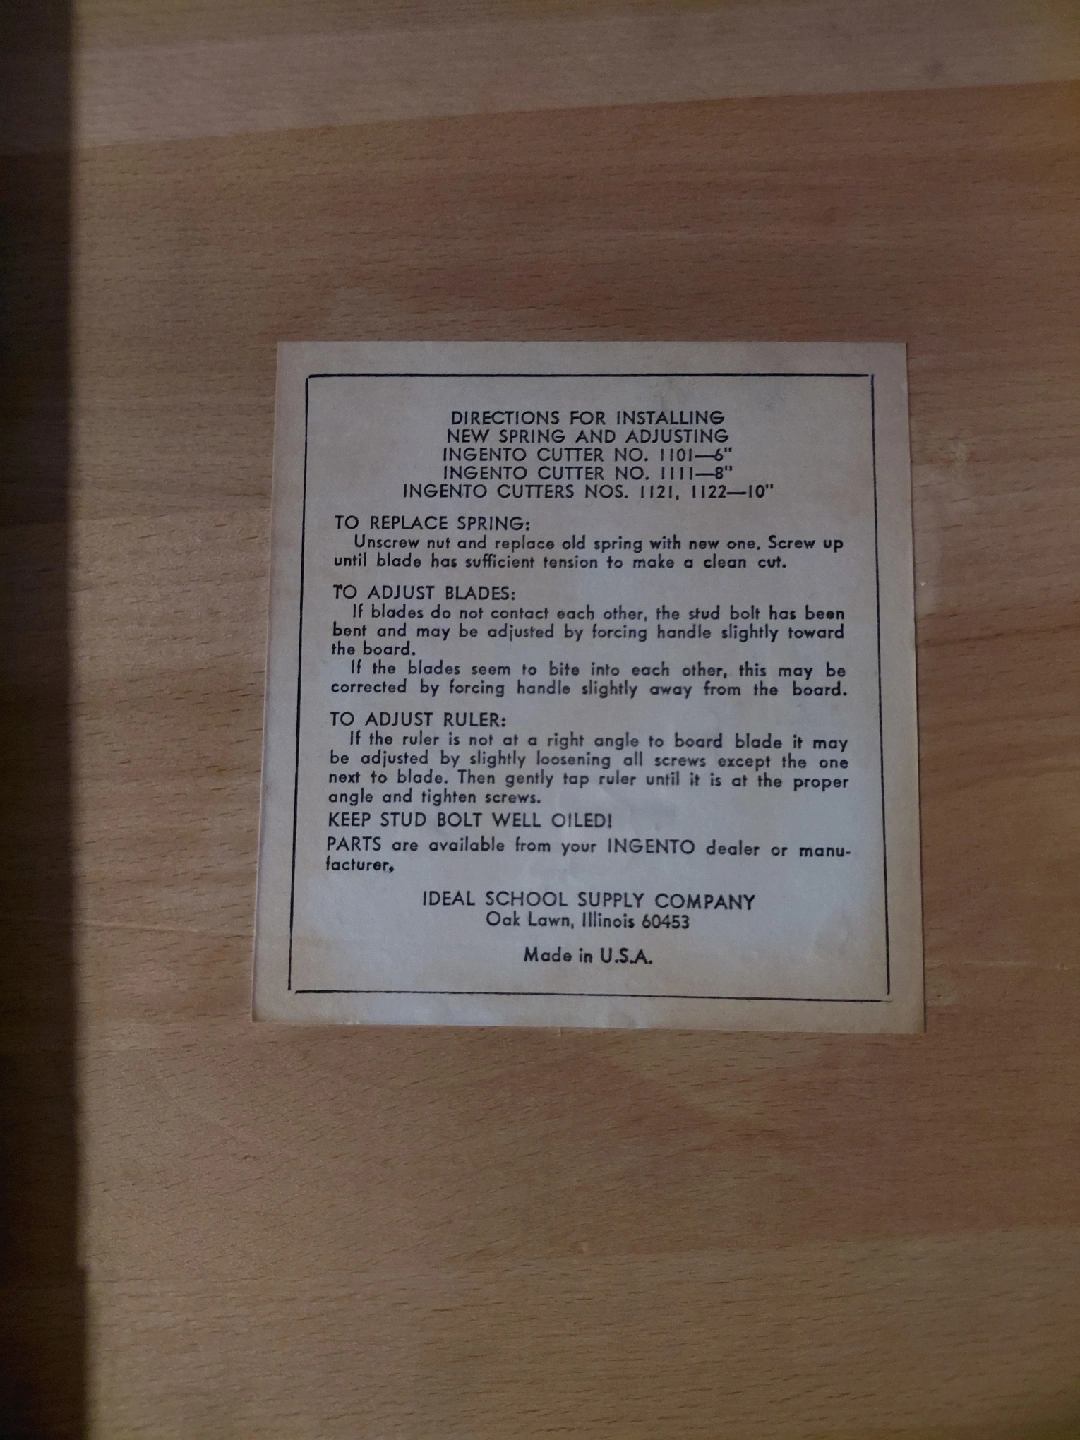 DIRECTIONS FOR INSTALLING
NEW SPRING AND ADJUSTING
INGENTO CUTTER NO. 1101—6"
INGENTO CUTTER NO. 1111—8"
INGENTO CUTTERS NOS. 1121, 1122—10"
TO REPLACE SPRING:
Unscrew nut and replace old spring with new one. Screw up
until blade has sufficient tension to make a clean cut.
TO ADJUST BLADES:
If blades do not contact each other, the stud bolt has been
bent and may be adjusted by forcing handle slightly toward
the board.
If the blades seem to bite into each other, this may be
corrected by forcing handle slightly away from the board.
TO ADJUST RULER:
If the ruler is not at a right angle to board blade it may
be adjusted by slightly loosening all screws except the one
next to blade. Then gently tap ruler until it is at the proper
angle and tighten screws.
KEEP STUD BOLT WELL OILED!
PARTS are available from your INGENTO dealer or manu-
facturer.
IDEAL SCHOOL SUPPLY COMPANY
Oak Lawn, Illinois 60453
Made in U.S.A.